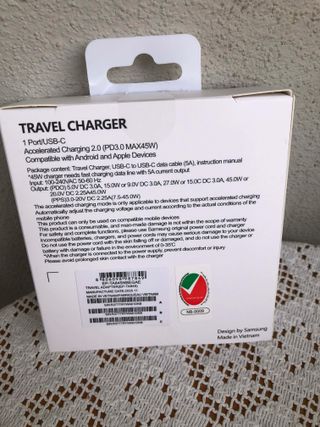 TRAVEL CHARGER
1 Port/USB-C
Accelerated Charging 2.0 (PD3.0 MAX45W)
Compatible with Android and Apple Devices
Package content: Travel Charger, USB-C to USB-C data cable (5A), instruction manual
*45W charger needs fast charging data line with 5A current output
Input: 100-240VAC 50-60 Hz
Output: (PDO) 5.0V DC 3.0A, 15.0W or 9.0V DC 3.0A, 27.0W or 15.0C DC 3.0A, 45.0W or
20.0V DC 2.25A45.0W
(PPS)3.0-20V DC 2.25A(7.5-45.0W)
The accelerated charging mode is only applicable to devices that support accelerated charging
Automatically adjust the charging voltage and current according to the actual conditions of the
mobile phone
This product can only be used on compatible mobile devices
This product is a consumable, and man-made damage is not within the scope of warranty
For safety and complete functions, please use Samsung original power cord and charger
Incompatible batteries, chargers, and power cords may cause serious damage to your device
Do not use the power cord with the skin falling off or damaged, and do not use the charger or
battery with damage or failure in the environment of 0-35℃
*When the charger is connected to the power supply, prevent discomfort or injury
Please avoid prolonged skin contact with the charger
EP-TA845NBEGAE
MADE IN VIETNAM
NB-0009
Design by Samsung
Made in Vietnam